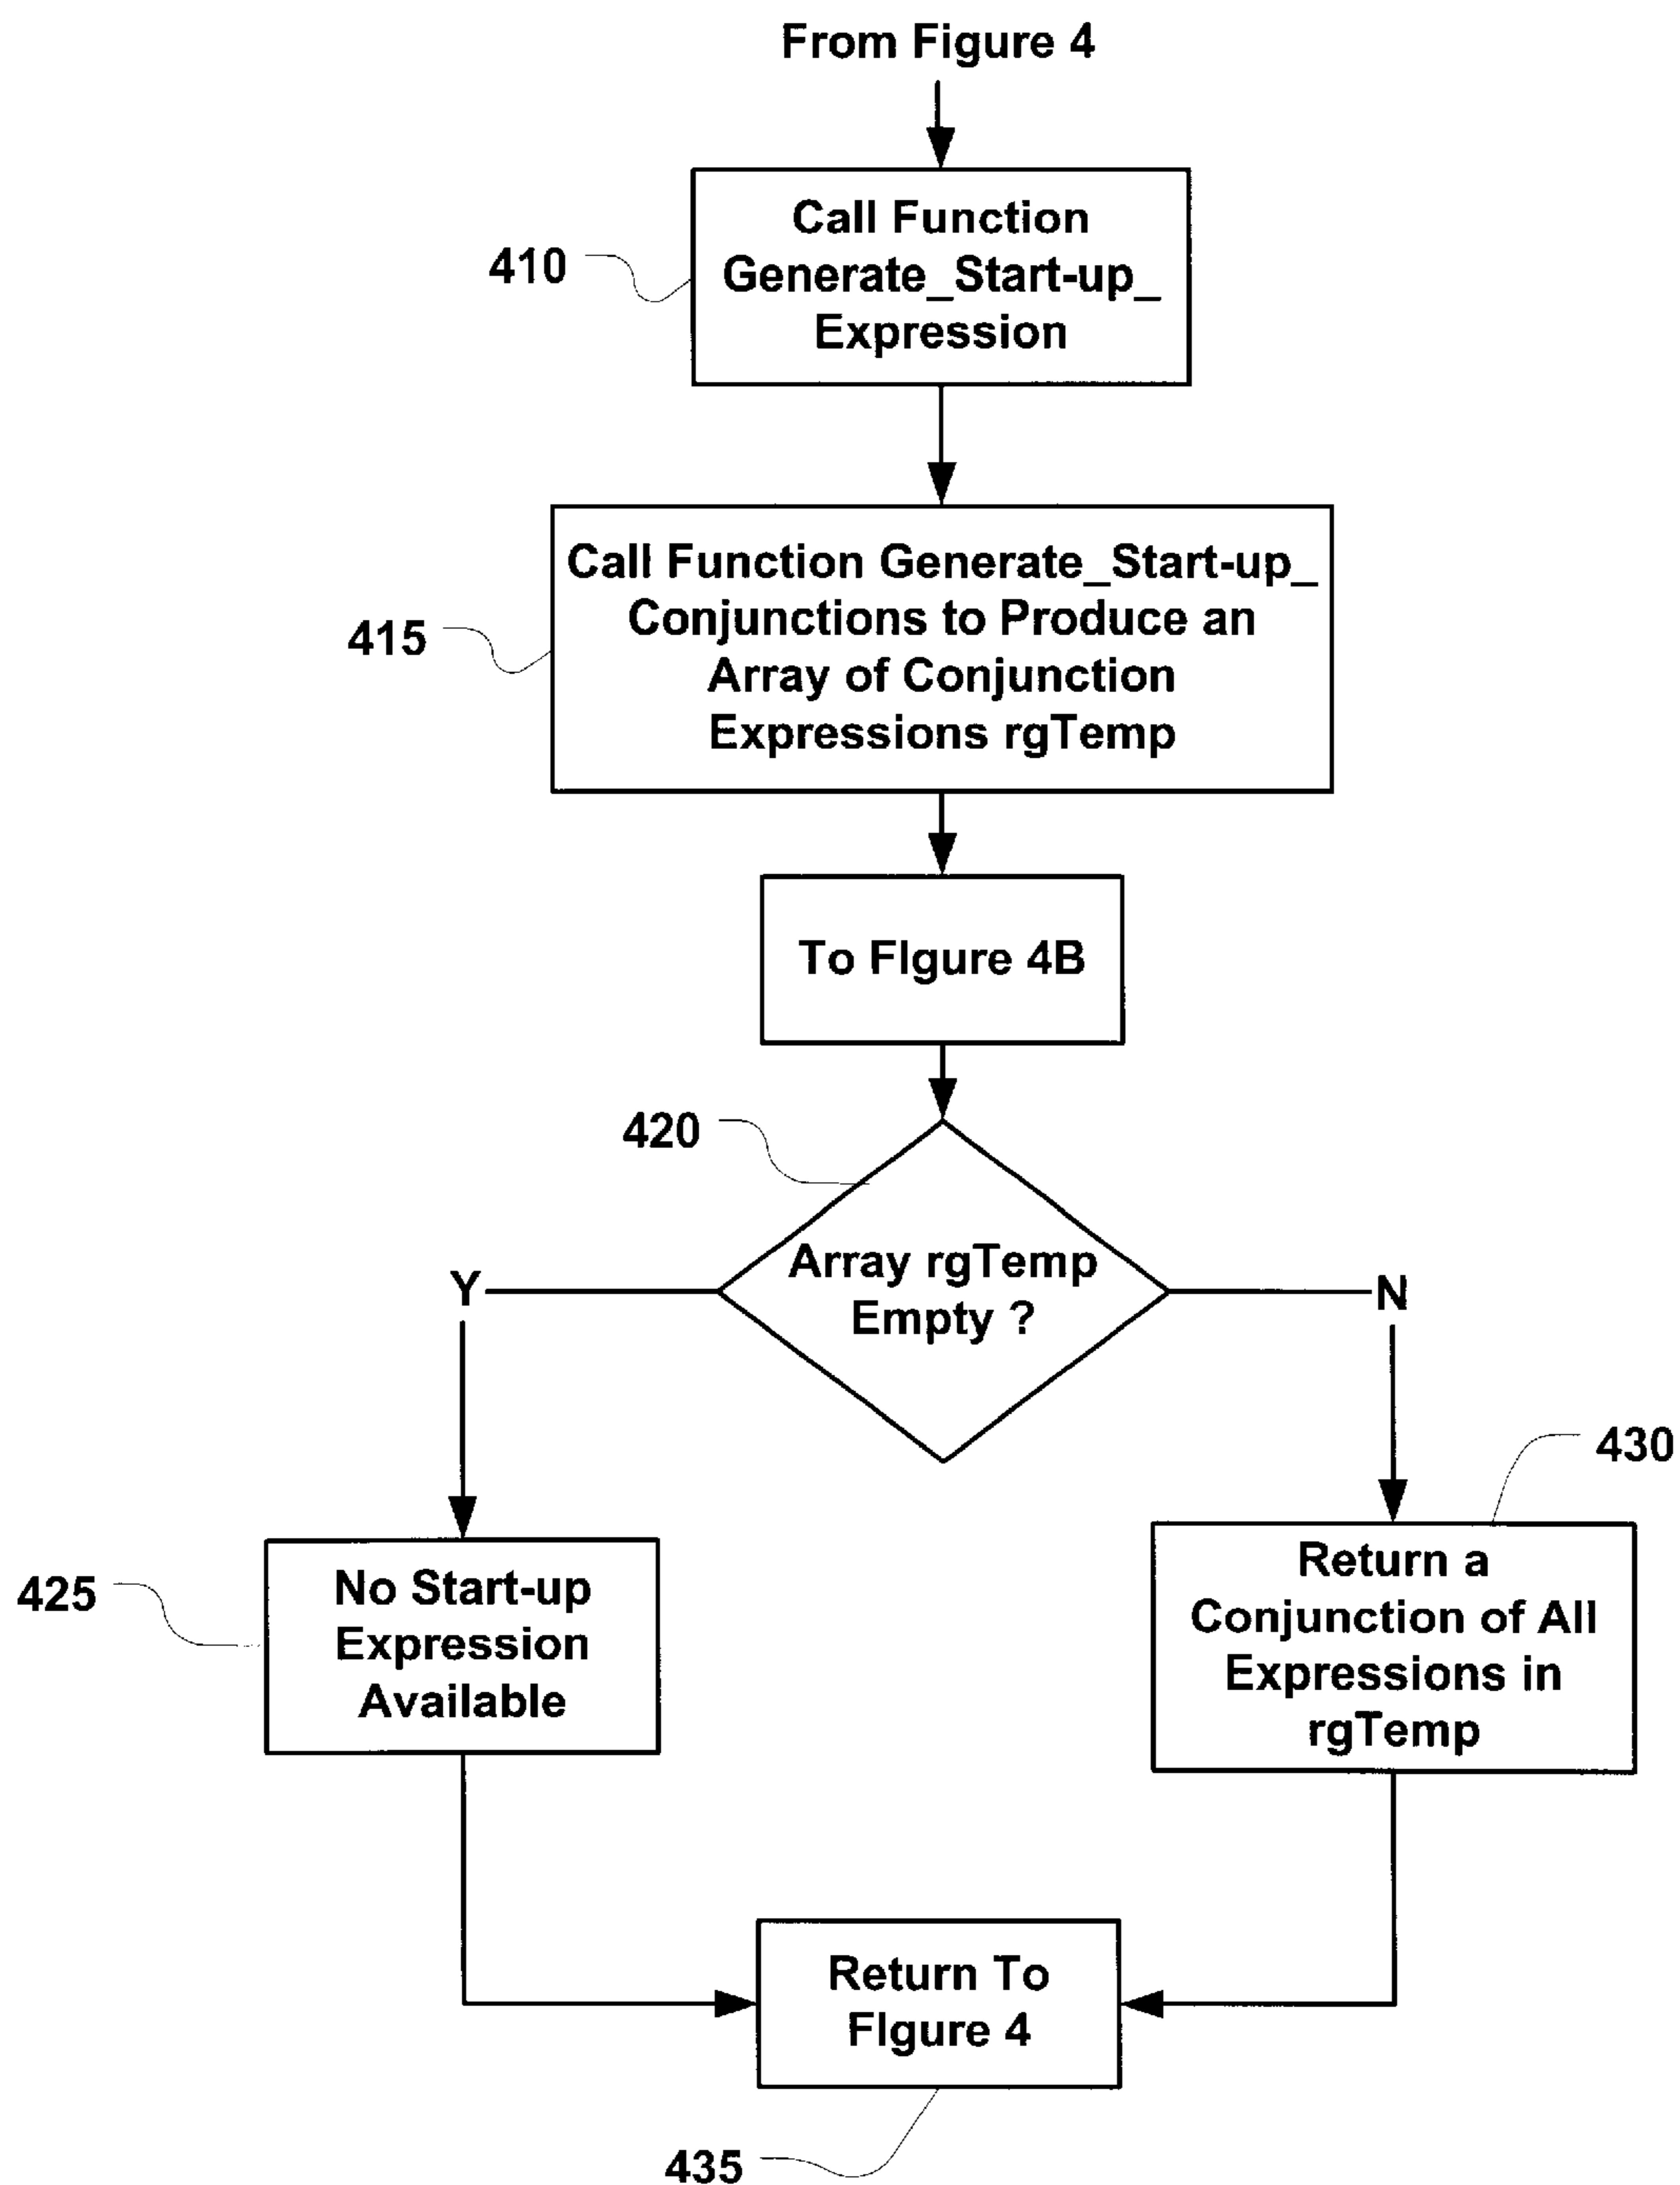 From Figure 4
Call Function
Generate_Start-up_
Expression
410
Call Function Generate_Start-up_
Conjunctions to Produce an
Array of Conjunction
Expressions rgTemp
415
To FIgure 4B
420
Array rgTemp
Empty ?
Y
N
430
425
No Start-up
Expression
Available
Return a
Conjunction of All
Expressions in
rgTemp
Return To
FIgure 4
435